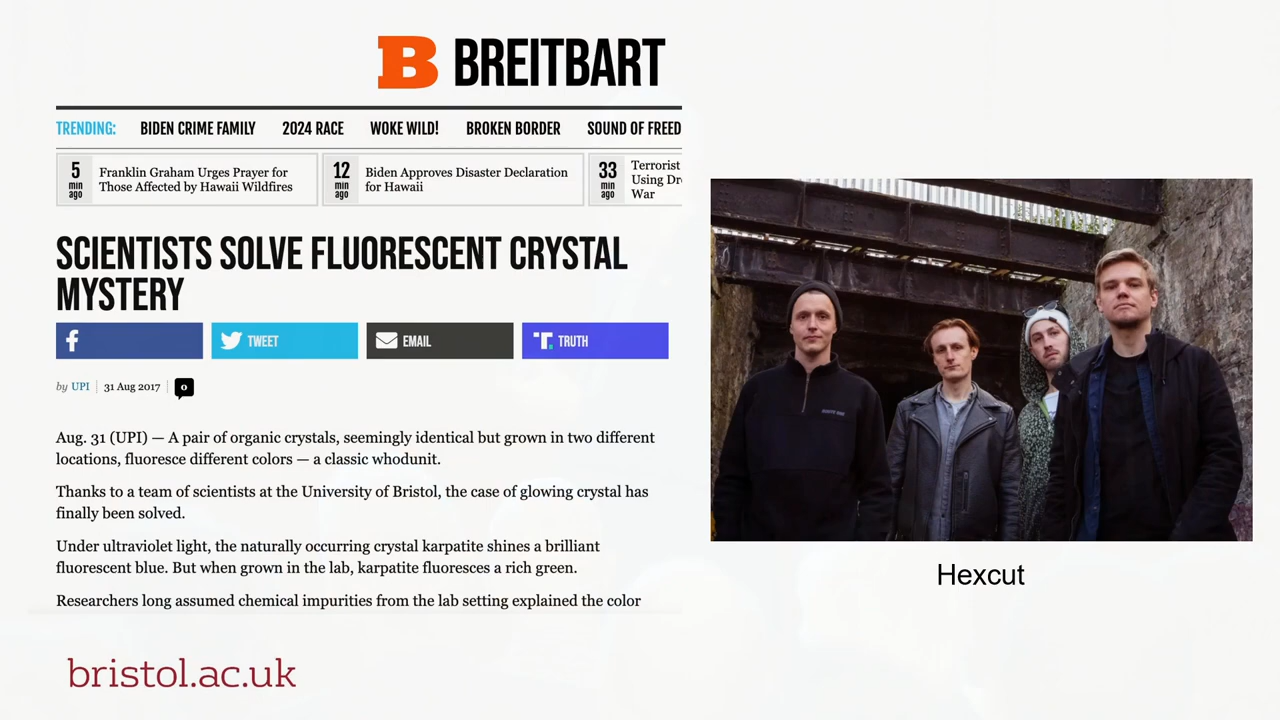 B BREITBART
TRENDING: BIDEN CRIME FAMILY 2024 RACE WOKE WILD! BROKEN BORDER SOUND OF FREED
5 min ago
Franklin Graham Urges Prayer for
Those Affected by Hawaii Wildfires
12 min ago
Biden Approves Disaster Declaration
for Hawaii
33 min ago
Terrorist
Using Dr
War
SCIENTISTS SOLVE FLUORESCENT CRYSTAL
MYSTERY
f
TWEET
EMAIL
T TRUTH
by UPI | 31 Aug 2017 | 0
Aug. 31 (UPI) — A pair of organic crystals, seemingly identical but grown in two different
locations, fluoresce different colors — a classic whodunit.
Thanks to a team of scientists at the University of Bristol, the case of glowing crystal has
finally been solved.
Under ultraviolet light, the naturally occurring crystal karpatite shines a brilliant
fluorescent blue. But when grown in the lab, karpatite fluoresces a rich green.
Researchers long assumed chemical impurities from the lab setting explained the color
Hexcut
bristol.ac.uk